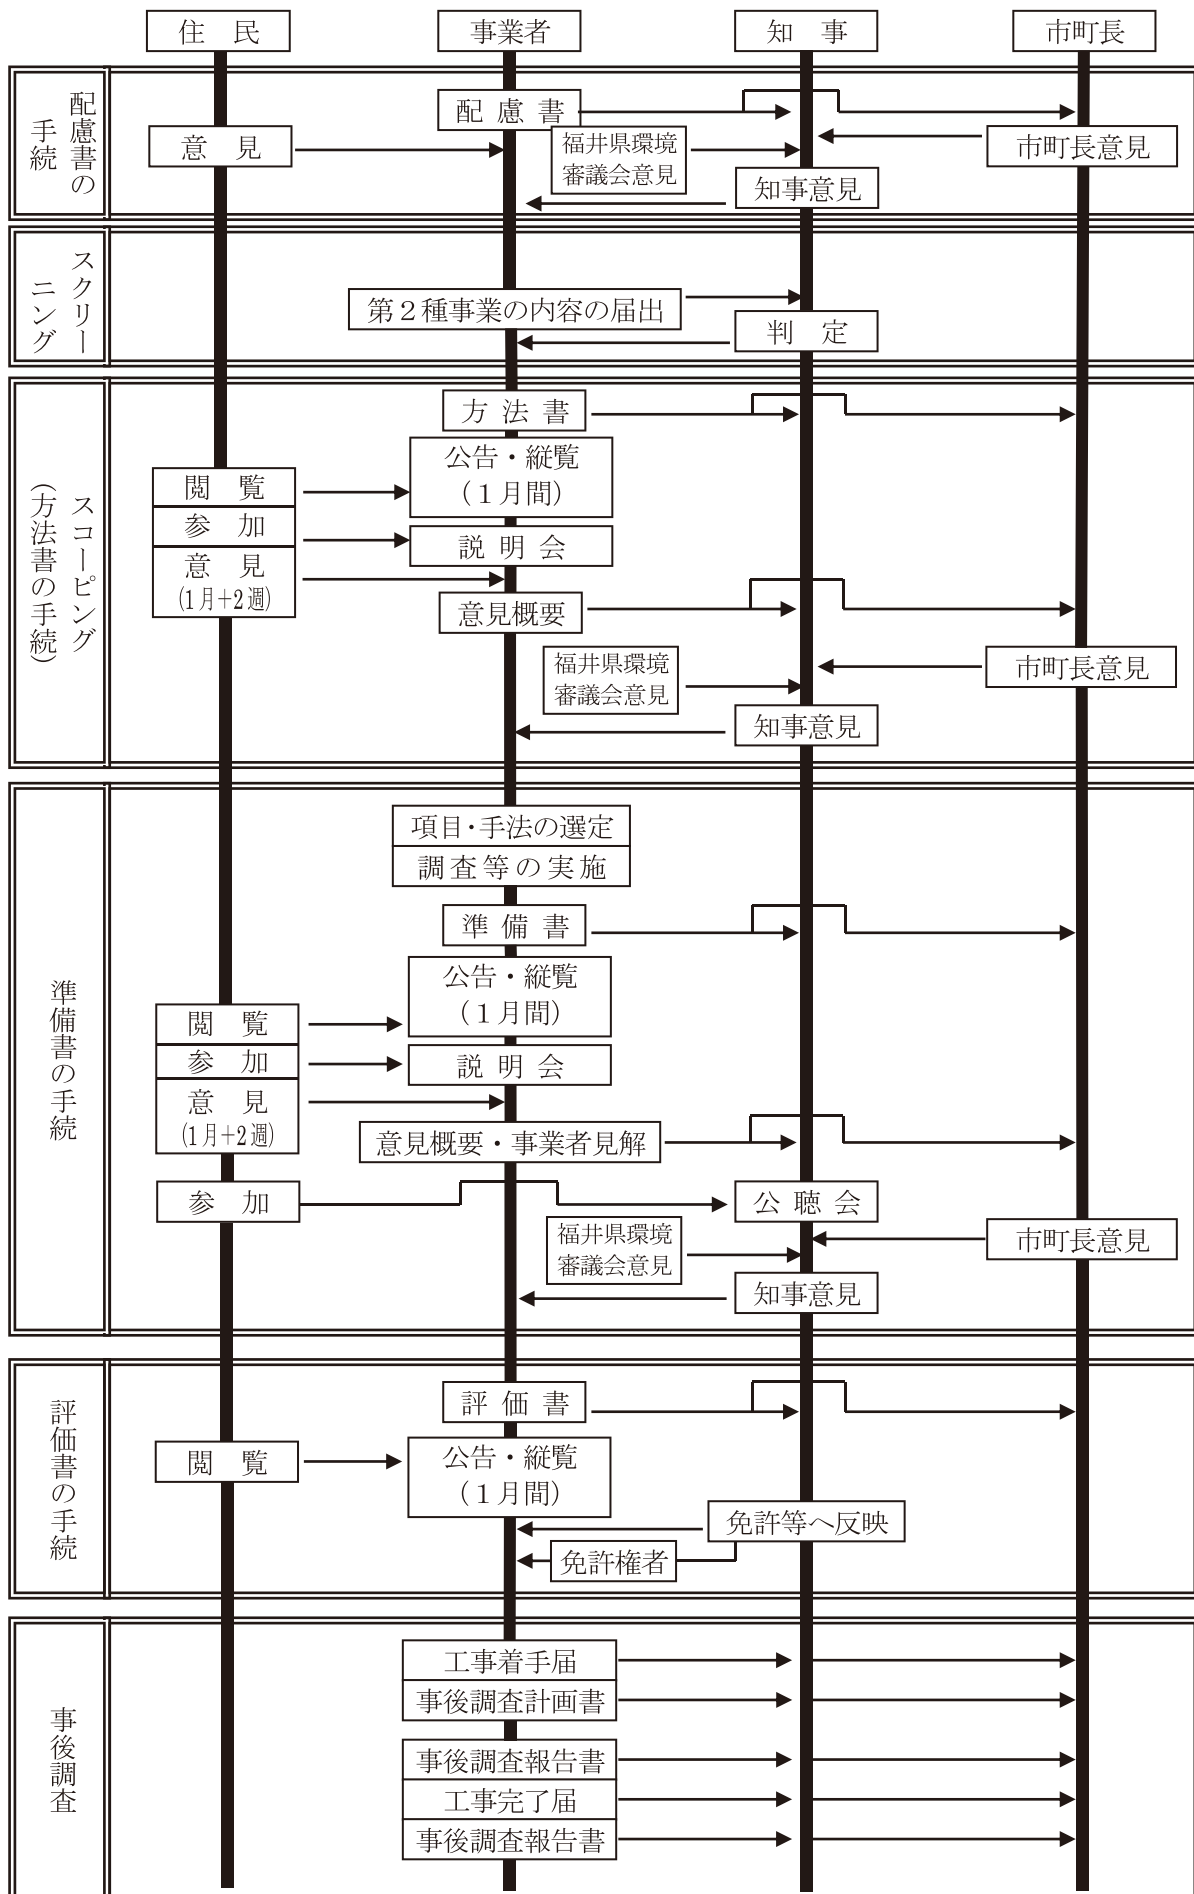 住　民
事業者
知　事
市町長
配慮書の
手続
配 慮 書
意　見
福井県環境
審議会意見
市町長意見
知事意見
スクリー
ニング
第２種事業の内容の届出
判　定
スコーピング
（方法書の手続）
方 法 書
公告・縦覧
（１月間）
閲　覧
参　加
説 明 会
意　見
(１月＋２週)
意見概要
福井県環境
審議会意見
市町長意見
知事意見
準備書の手続
項目・手法の選定
調査等の実施
準 備 書
公告・縦覧
（１月間）
閲　覧
参　加
説 明 会
意　見
(１月＋２週)
意見概要・事業者見解
参　加
公 聴 会
福井県環境
審議会意見
市町長意見
知事意見
評価書の手続
評 価 書
公告・縦覧
（１月間）
閲　覧
免許等へ反映
免許権者
事後調査
工事着手届
事後調査計画書
事後調査報告書
工事完了届
事後調査報告書